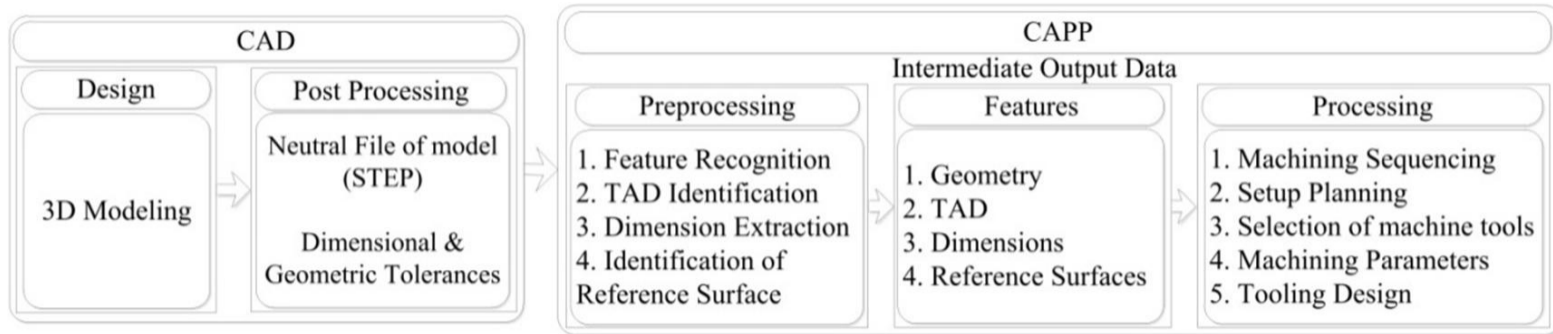 CAD
Design
3D Modeling
Post Processing
Neutral File of model
(STEP)
Dimensional &
Geometric Tolerances
CAPP
Intermediate Output Data
Preprocessing
1. Feature Recognition
2. TAD Identification
3. Dimension Extraction
4. Identification of
Reference Surface
Features
1. Geometry
2. TAD
3. Dimensions
4. Reference Surfaces
Processing
1. Machining Sequencing
2. Setup Planning
3. Selection of machine tools
4. Machining Parameters
5. Tooling Design